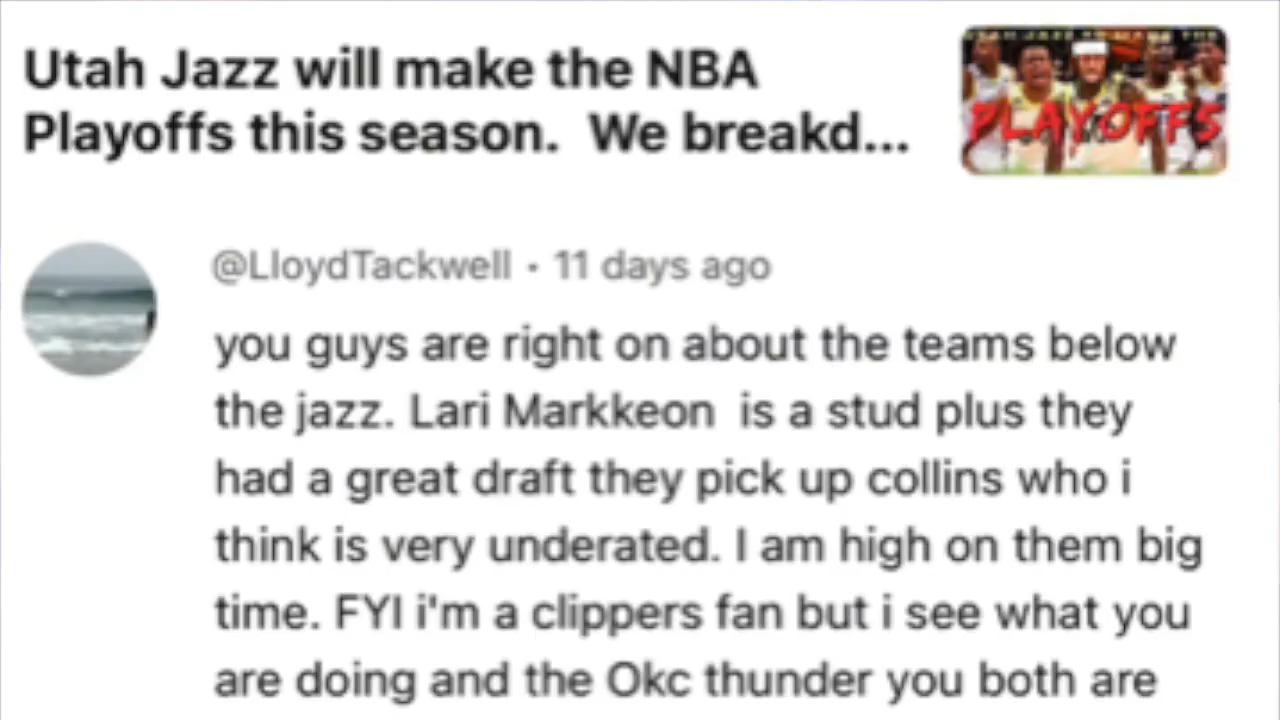 Utah Jazz will make the NBA
Playoffs this season. We breakd...
PLAYOFFS
@LloydTackwell · 11 days ago
you guys are right on about the teams below
the jazz. Lari Markkeon is a stud plus they
had a great draft they pick up collins who i
think is very underated. I am high on them big
time. FYI i'm a clippers fan but i see what you
are doing and the Okc thunder you both are